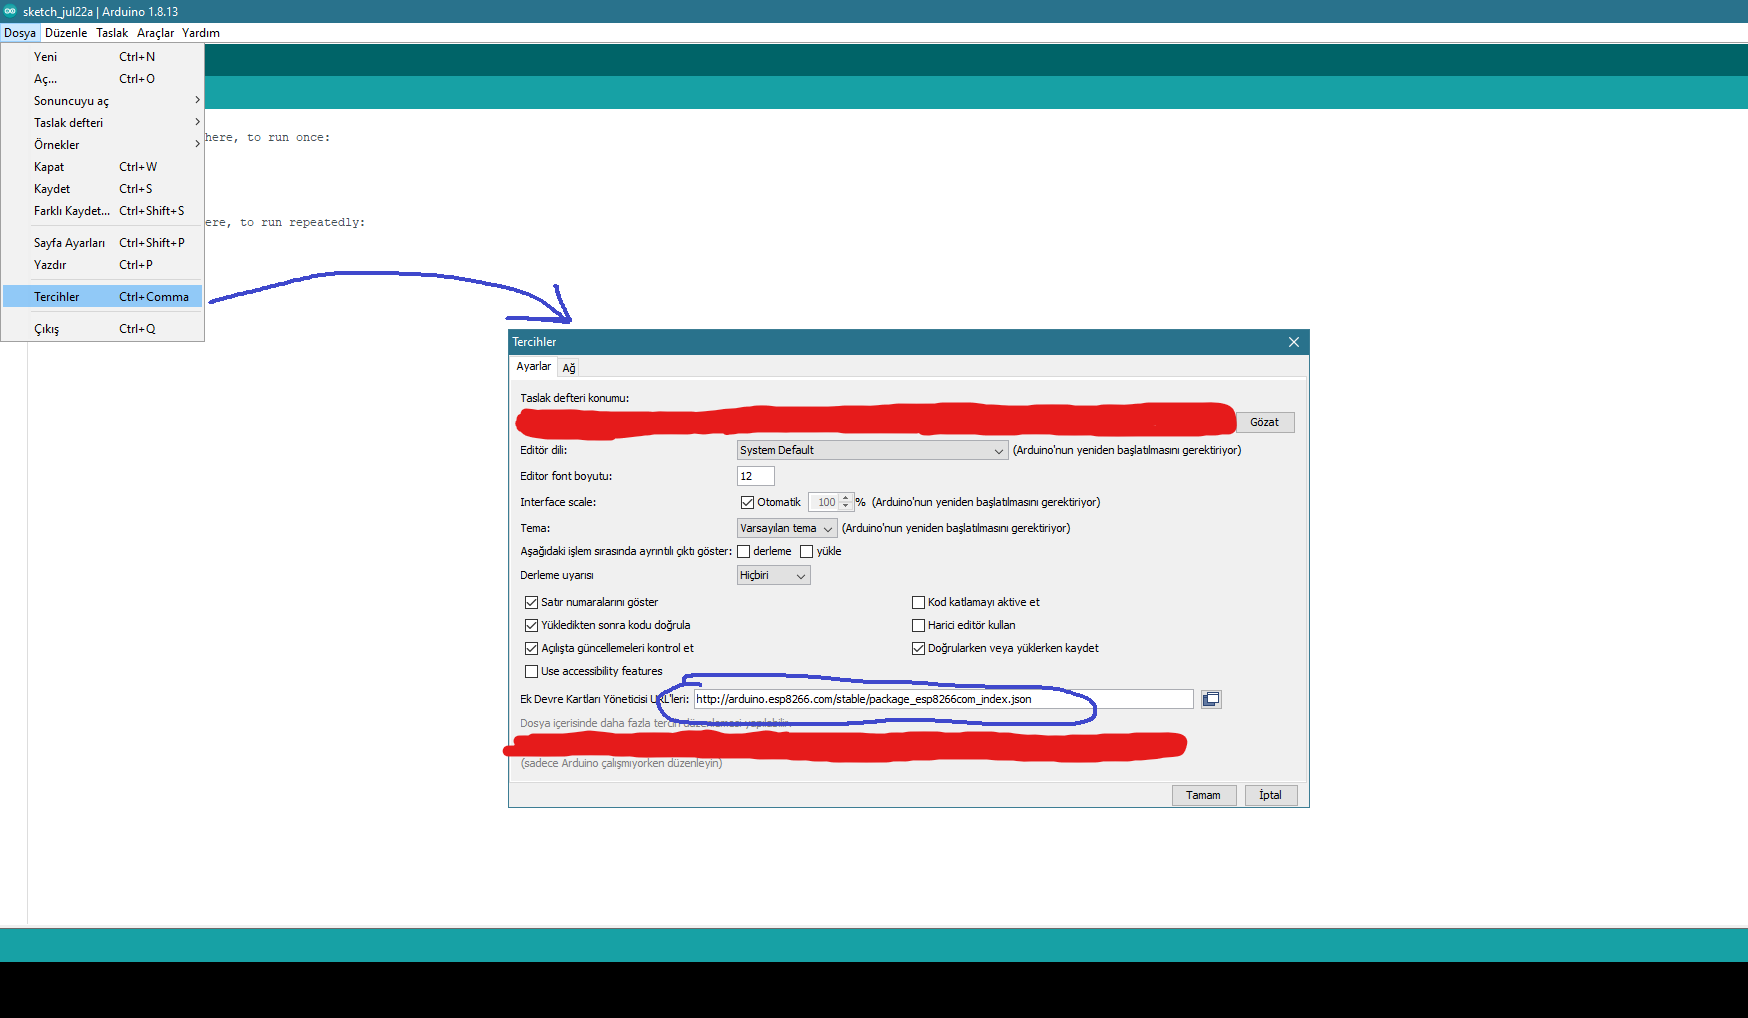 sketch_jul22a | Arduino 1.8.13
Dosya Düzenle Taslak Araçlar Yardım
Yeni Ctrl+N
Aç... Ctrl+O
Sonuncuyu aç
Taslak defteri
Örnekler
Kapat Ctrl+W
Kaydet Ctrl+S
Farklı Kaydet... Ctrl+Shift+S
Sayfa Ayarları Ctrl+Shift+P
Yazdır Ctrl+P
Tercihler Ctrl+Comma
Çıkış Ctrl+Q
here, to run once:
ere, to run repeatedly:
Tercihler
Ayarlar Ağ
Taslak defteri konumu:
Gözat
Editör dili: System Default (Arduino'nun yeniden başlatılmasını gerektiriyor)
Editor font boyutu: 12
Interface scale: Otomatik 100 % (Arduino'nun yeniden başlatılmasını gerektiriyor)
Tema: Varsayılan tema (Arduino'nun yeniden başlatılmasını gerektiriyor)
Aşağıdaki işlem sırasında ayrıntılı çıktı göster: derleme yükle
Derleme uyarısı Hiçbiri
Satır numaralarını göster Kod katlamayı aktive et
Yükledikten sonra kodu doğrula Harici editör kullan
Açılışta güncellemeleri kontrol et Doğrularken veya yüklerken kaydet
Use accessibility features
Ek Devre Kartları Yöneticisi URL'leri: http://arduino.esp8266.com/stable/package_esp8266com_index.json
Dosya içerisinde daha fazla tercih düzenlemesi yapılabilir.
(sadece Arduino çalışmıyorken düzenleyin)
Tamam İptal